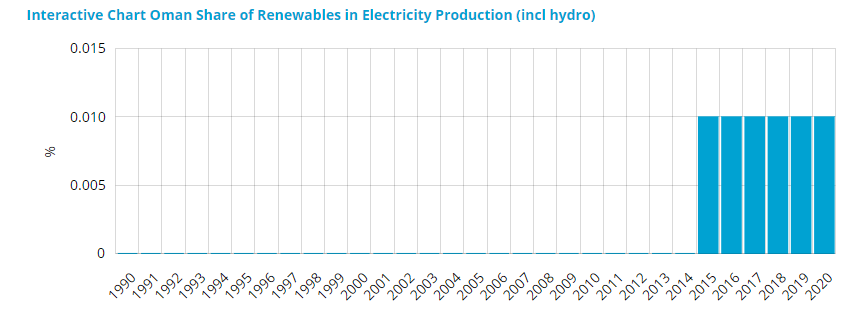 Interactive Chart Oman Share of Renewables in Electricity Production (incl hydro)
0.015
0.010
%
0.005
0
1990 1991 1992 1993 1994 1995 1996 1997 1998 1999 2000 2001 2002 2003 2004 2005 2006 2007 2008 2009 2010 2011 2012 2013 2014 2015 2016 2017 2018 2019 2020